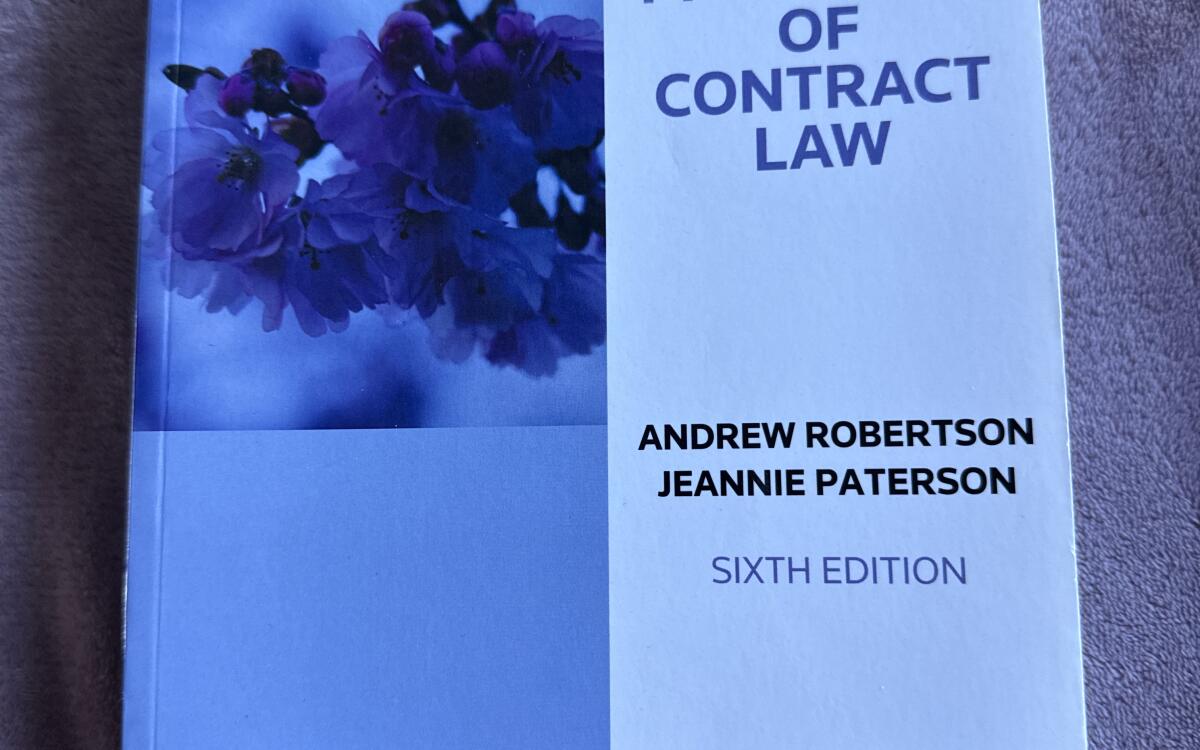 OF
CONTRACT
LAW
ANDREW ROBERTSON
JEANNIE PATERSON
SIXTH EDITION